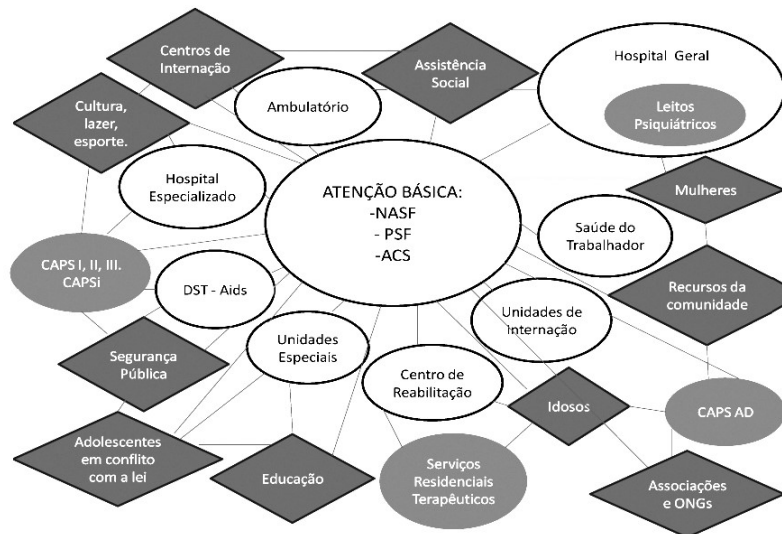 Centros de
Internação
Assistência
Social
Hospital Geral
Leitos
Psiquiátricos
Ambulatório
Cultura,
lazer,
esporte.
Hospital
Especializado
ATENÇÃO BÁSICA:
-NASF
- PSF
-ACS
Mulheres
Saúde do
Trabalhador
CAPS I, II, III.
CAPSi
DST - Aids
Recursos da
comunidade
Unidades de
Internação
Segurança
Pública
Unidades
Especiais
Centro de
Reabilitação
Idosos
CAPS AD
Adolescentes
em conflito
com a lei
Educação
Serviços
Residenciais
Terapêuticos
Associações
e ONGs